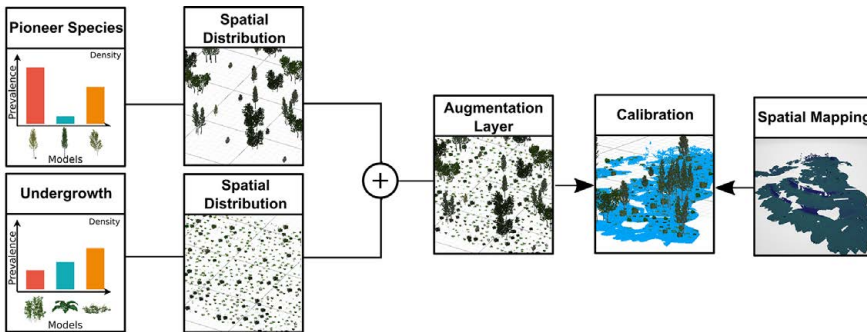 Pioneer Species
Density
Prevalence
Models
Spatial
Distribution
Undergrowth
Density
Prevalence
Models
Spatial
Distribution
+
Augmentation
Layer
Calibration
Spatial Mapping